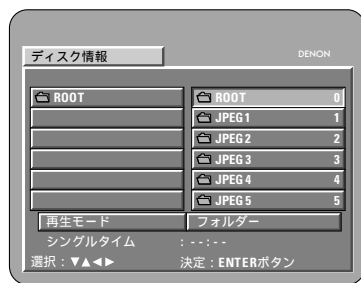 ディスク情報 DENON
ROOT ROOT 0
JPEG1 1
JPEG2 2
JPEG3 3
JPEG4 4
JPEG5 5
再生モード フォルダー
シングルタイム : --:--
選択:▼▲◀▶ 決定:ENTERボタン